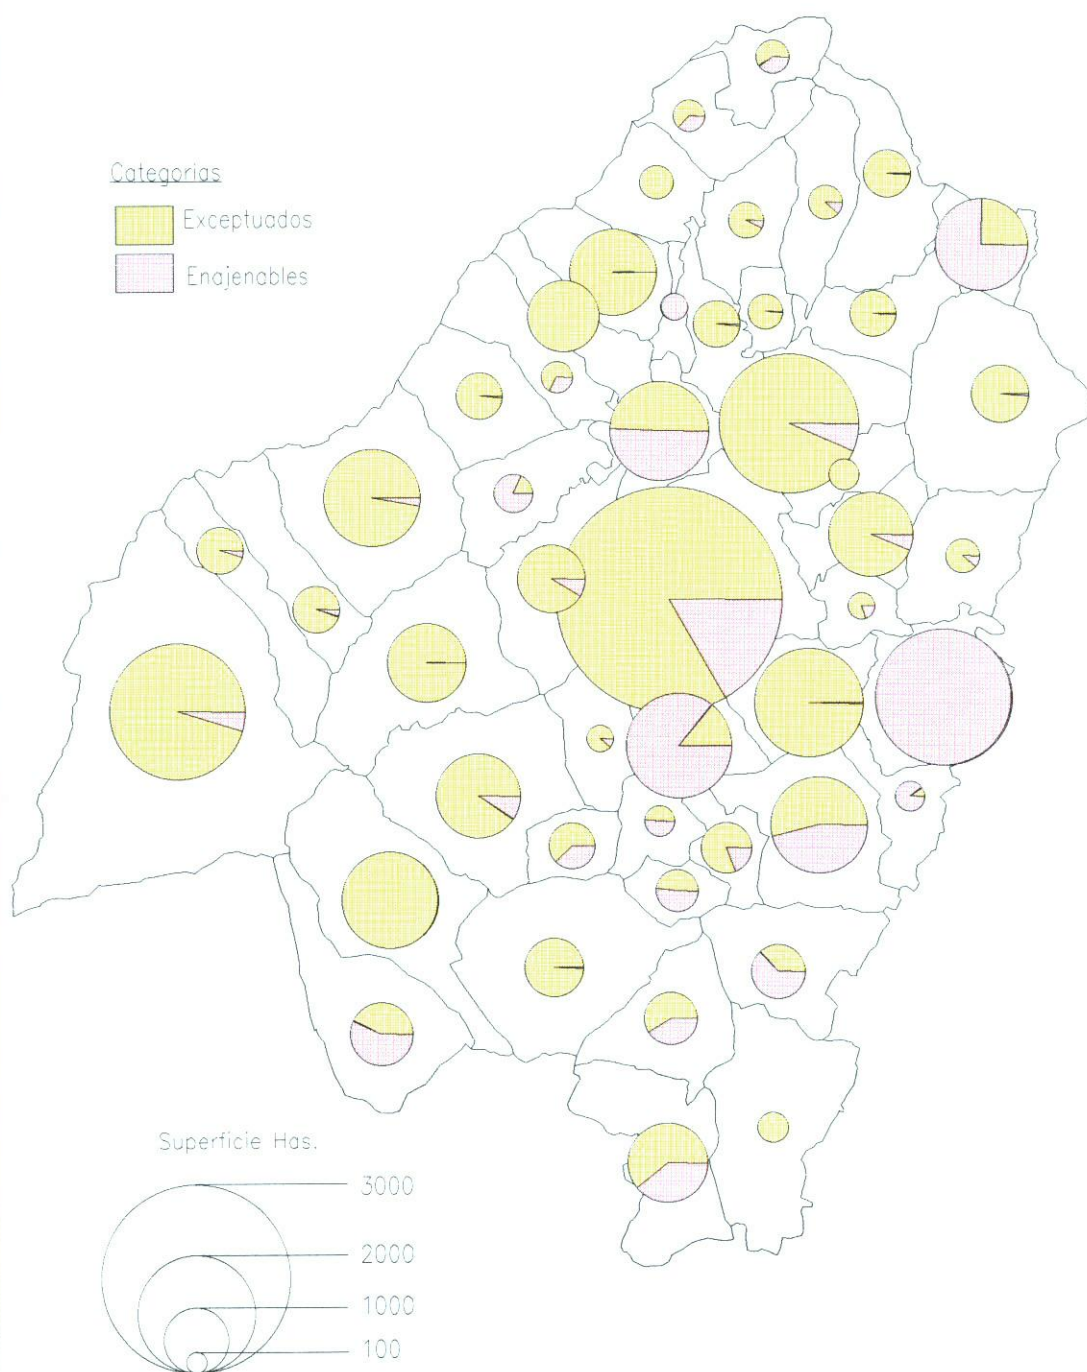 Categorias
Exceptuados
Enajenables
Superficie Has.
3000
2000
1000
100